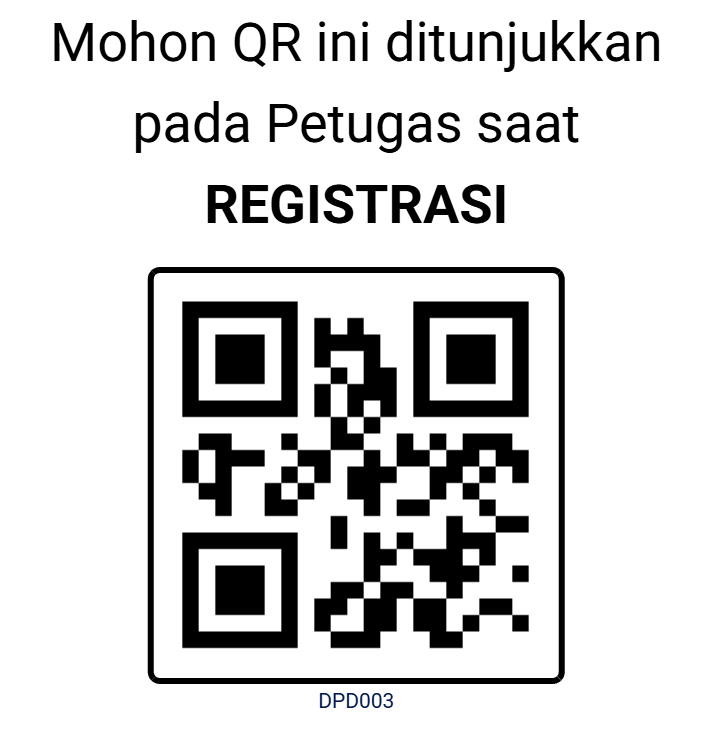 Mohon QR ini ditunjukkan
pada Petugas saat
REGISTRASI
DPD003